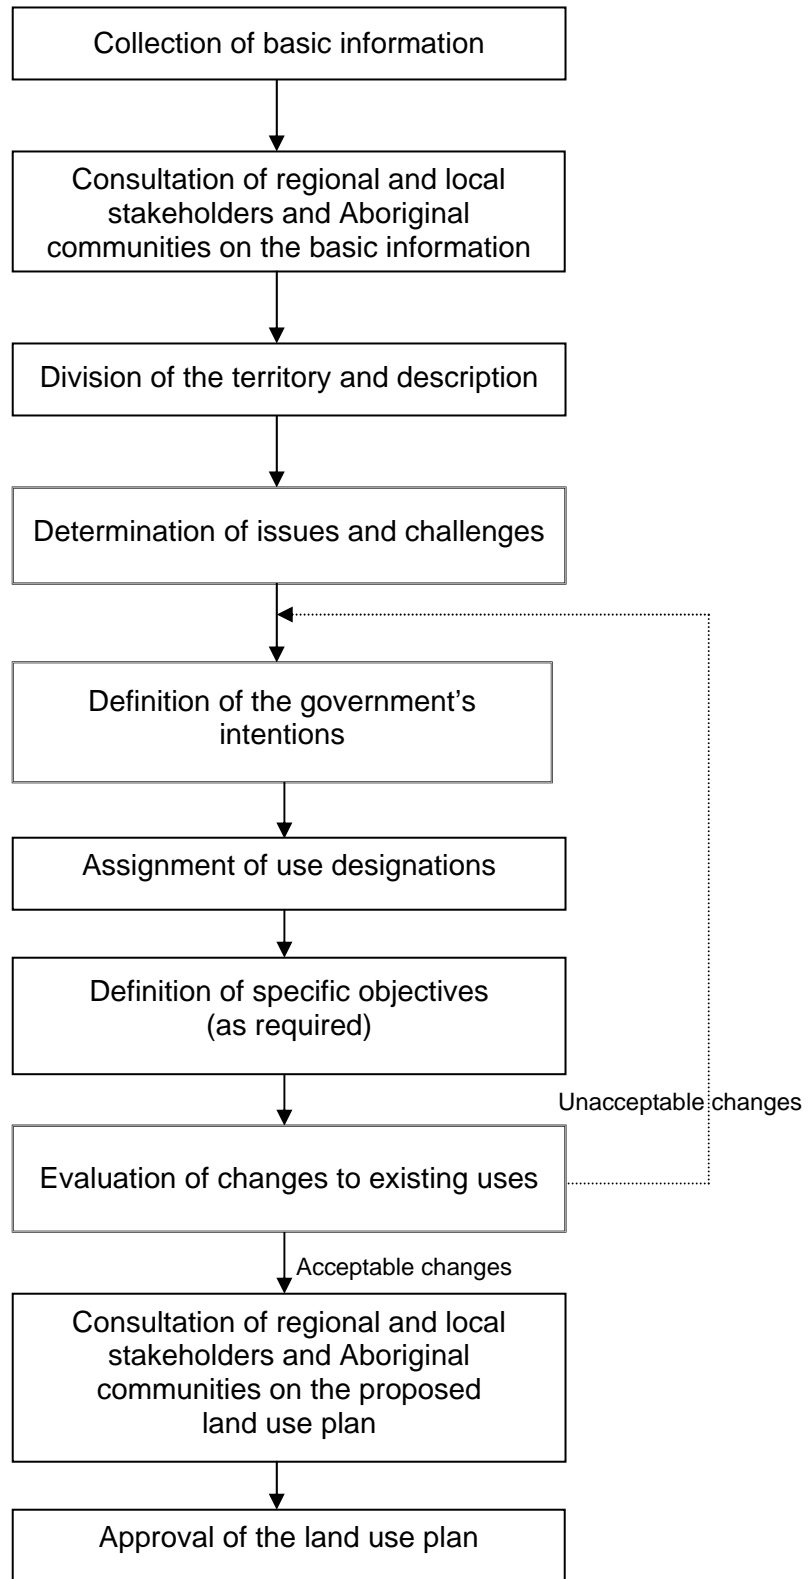 Collection of basic information
Consultation of regional and local
stakeholders and Aboriginal
communities on the basic information
Division of the territory and description
Determination of issues and challenges
Definition of the government’s
intentions
Assignment of use designations
Definition of specific objectives
(as required)
Unacceptable changes
Evaluation of changes to existing uses
Acceptable changes
Consultation of regional and local
stakeholders and Aboriginal
communities on the proposed
land use plan
Approval of the land use plan